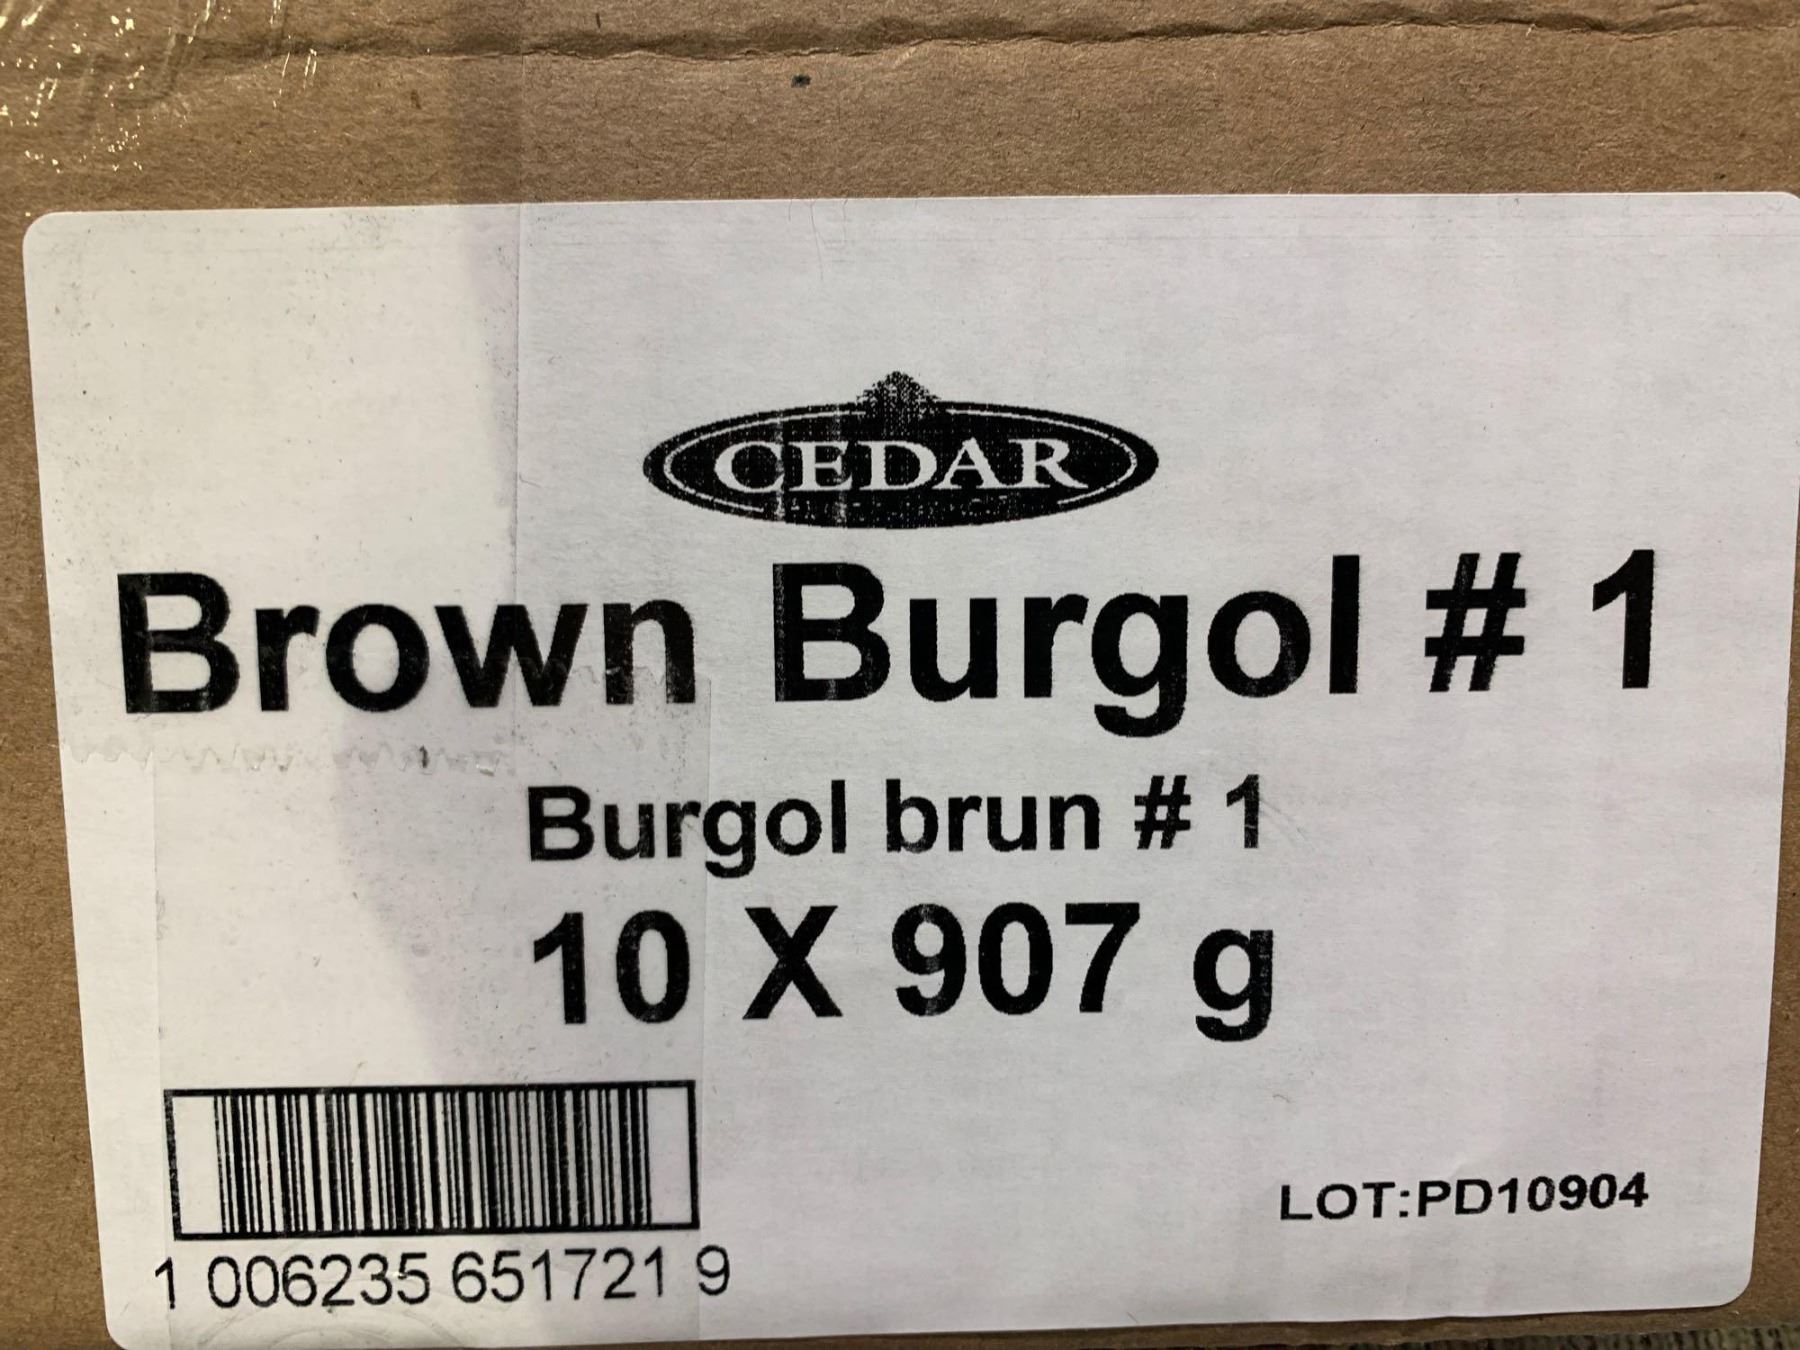 CEDAR
Brown Burgol # 1
Burgol brun # 1
10 X 907 g
LOT:PD10904
1 006235 651721 9